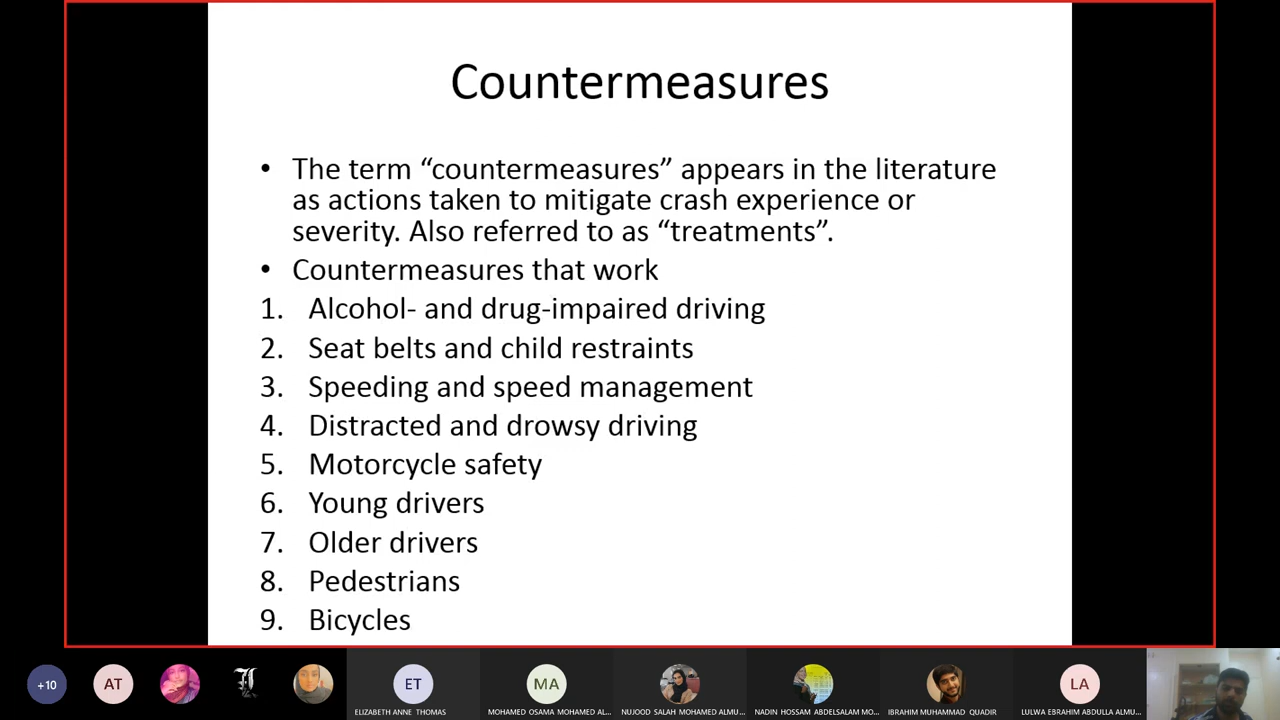 Countermeasures
• The term “countermeasures” appears in the literature
as actions taken to mitigate crash experience or
severity. Also referred to as “treatments”.
• Countermeasures that work
1. Alcohol- and drug-impaired driving
2. Seat belts and child restraints
3. Speeding and speed management
4. Distracted and drowsy driving
5. Motorcycle safety
6. Young drivers
7. Older drivers
8. Pedestrians
9. Bicycles
+10
AT
ET
MA
LA
ELIZABETH ANNE THOMAS
MOHAMED OSAMA MOHAMED AL...
NUJOOD SALAH MOHAMED ALMU...
NADIN HOSSAM ABDELSALAM MO...
IBRAHIM MUHAMMAD QUADIR
LULWA EBRAHIM ABDULLA ALMU...